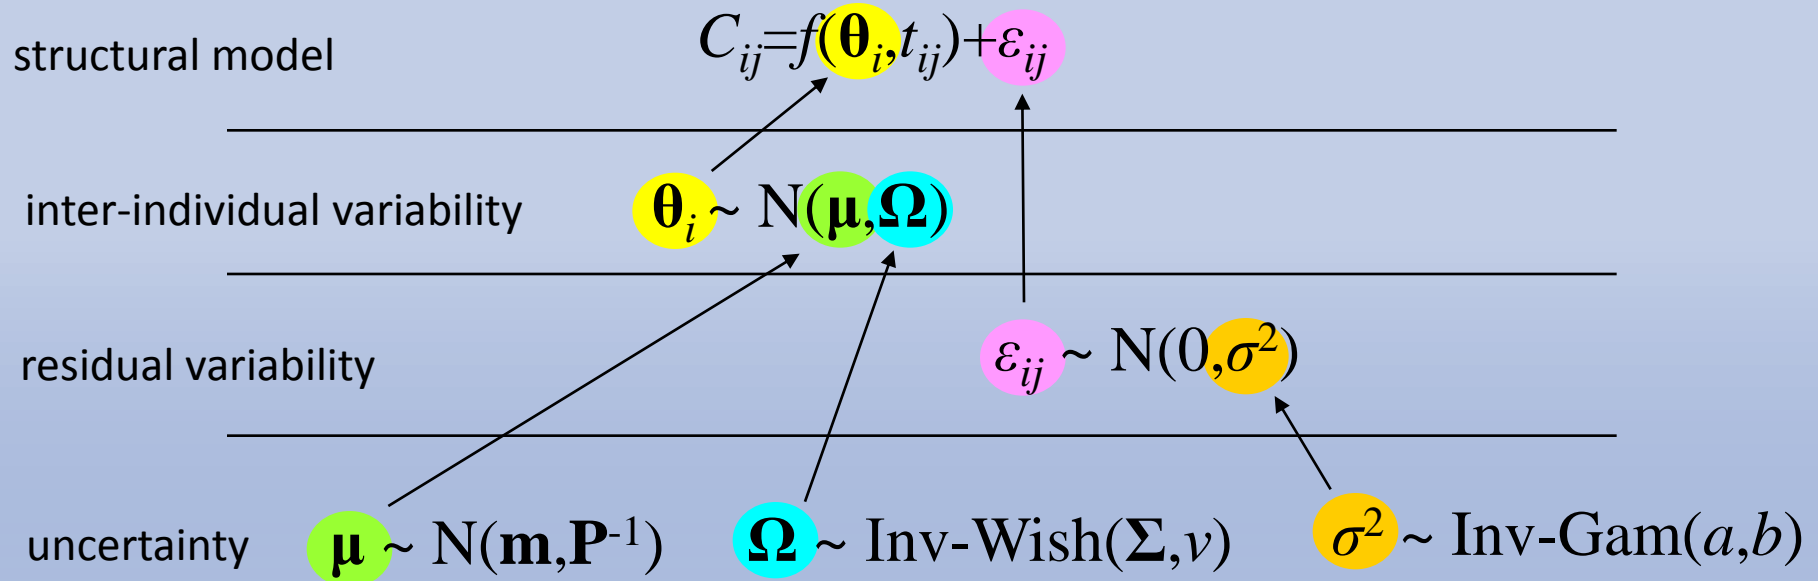 structural model C_ij=f(θ_i,t_ij)+ε_ij
inter-individual variability θ_i ~ N(μ,Ω)
residual variability ε_ij ~ N(0,σ²)
uncertainty μ ~ N(m,P⁻¹) Ω ~ Inv-Wish(Σ,ν) σ² ~ Inv-Gam(a,b)